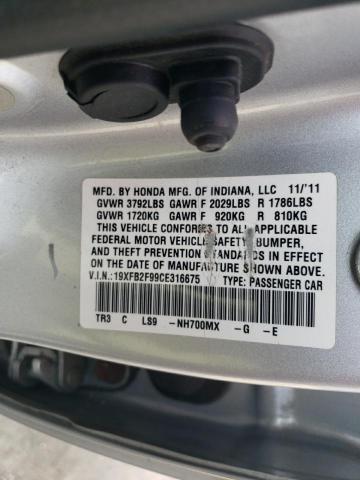 MFD. BY HONDA MFG. OF INDIANA, LLC 11/'11
GVWR 3792LBS GAWR F 2029LBS R 1786LBS
GVWR 1720KG GAWR F 920KG R 810KG
THIS VEHICLE CONFORMS TO ALL APPLICABLE
FEDERAL MOTOR VEHICLE SAFETY, BUMPER,
AND THEFT PREVENTION STANDARDS IN EFFECT
ON THE DATE OF MANUFACTURE SHOWN ABOVE.
V.I.N.:19XFB2F99CE316675 TYPE: PASSENGER CAR
TR3 C LS9 -NH700MX -G -E